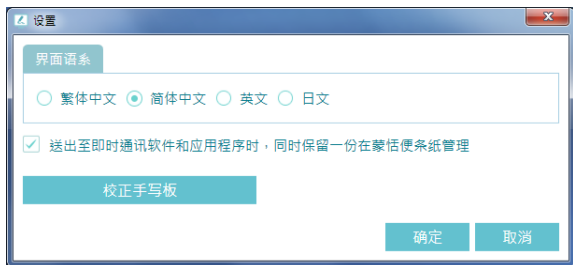 设置
界面语系
繁体中文 简体中文 英文 日文
送出至即时通讯软件和应用程序时，同时保留一份在蒙恬便条纸管理
校正手写板
确定 取消